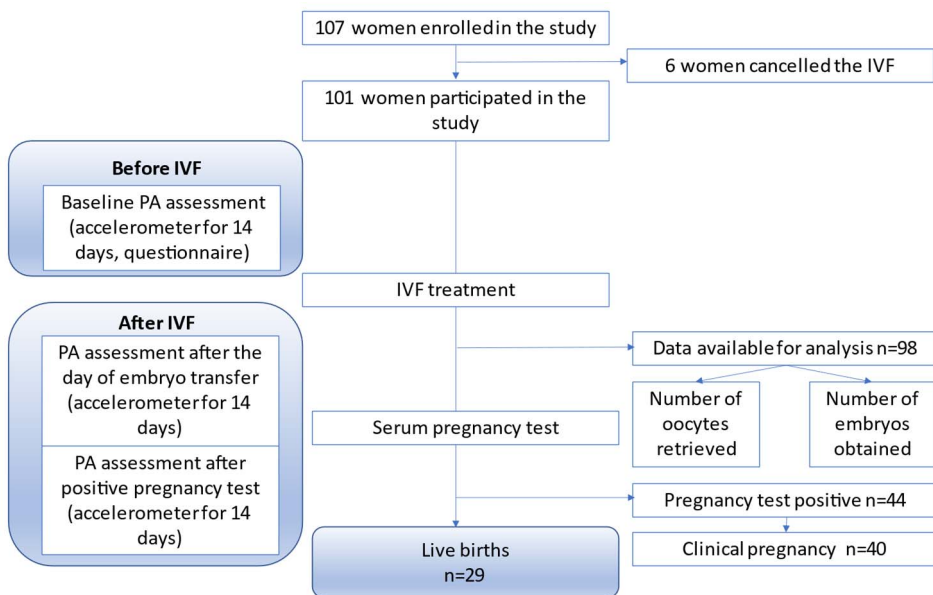 107 women enrolled in the study
6 women cancelled the IVF
101 women participated in the
study
Before IVF
Baseline PA assessment
(accelerometer for 14
days, questionnaire)
IVF treatment
After IVF
PA assessment after the
day of embryo transfer
(accelerometer for 14
days)
PA assessment after
positive pregnancy test
(accelerometer for 14
days)
Data available for analysis n=98
Number of
oocytes
retrieved
Number of
embryos
obtained
Serum pregnancy test
Pregnancy test positive n=44
Clinical pregnancy n=40
Live births
n=29